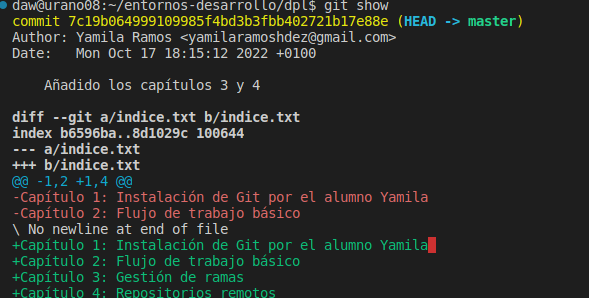 daw@urano08:~/entornos-desarrollo/dpl$ git show
commit 7c19b064999109985f4bd3b3fbb402721b17e88e (HEAD -> master)
Author: Yamila Ramos <yamilaramoshdez@gmail.com>
Date:   Mon Oct 17 18:15:12 2022 +0100
    Añadido los capítulos 3 y 4
diff --git a/indice.txt b/indice.txt
index b6596ba..8d1029c 100644
--- a/indice.txt
+++ b/indice.txt
@@ -1,2 +1,4 @@
-Capítulo 1: Instalación de Git por el alumno Yamila
-Capítulo 2: Flujo de trabajo básico
\ No newline at end of file
+Capítulo 1: Instalación de Git por el alumno Yamila
+Capítulo 2: Flujo de trabajo básico
+Capítulo 3: Gestión de ramas
+Capítulo 4: Repositorios remotos